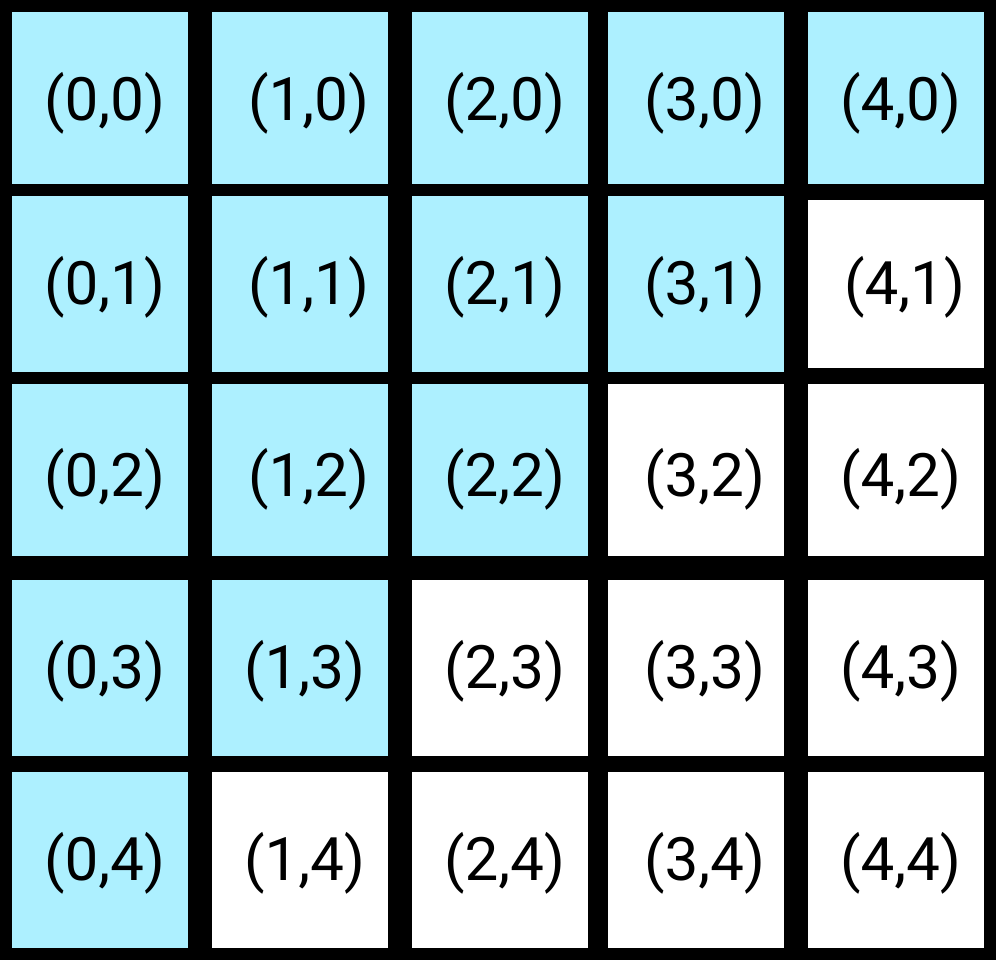 (0,0) (1,0) (2,0) (3,0) (4,0)
(0,1) (1,1) (2,1) (3,1) (4,1)
(0,2) (1,2) (2,2) (3,2) (4,2)
(0,3) (1,3) (2,3) (3,3) (4,3)
(0,4) (1,4) (2,4) (3,4) (4,4)